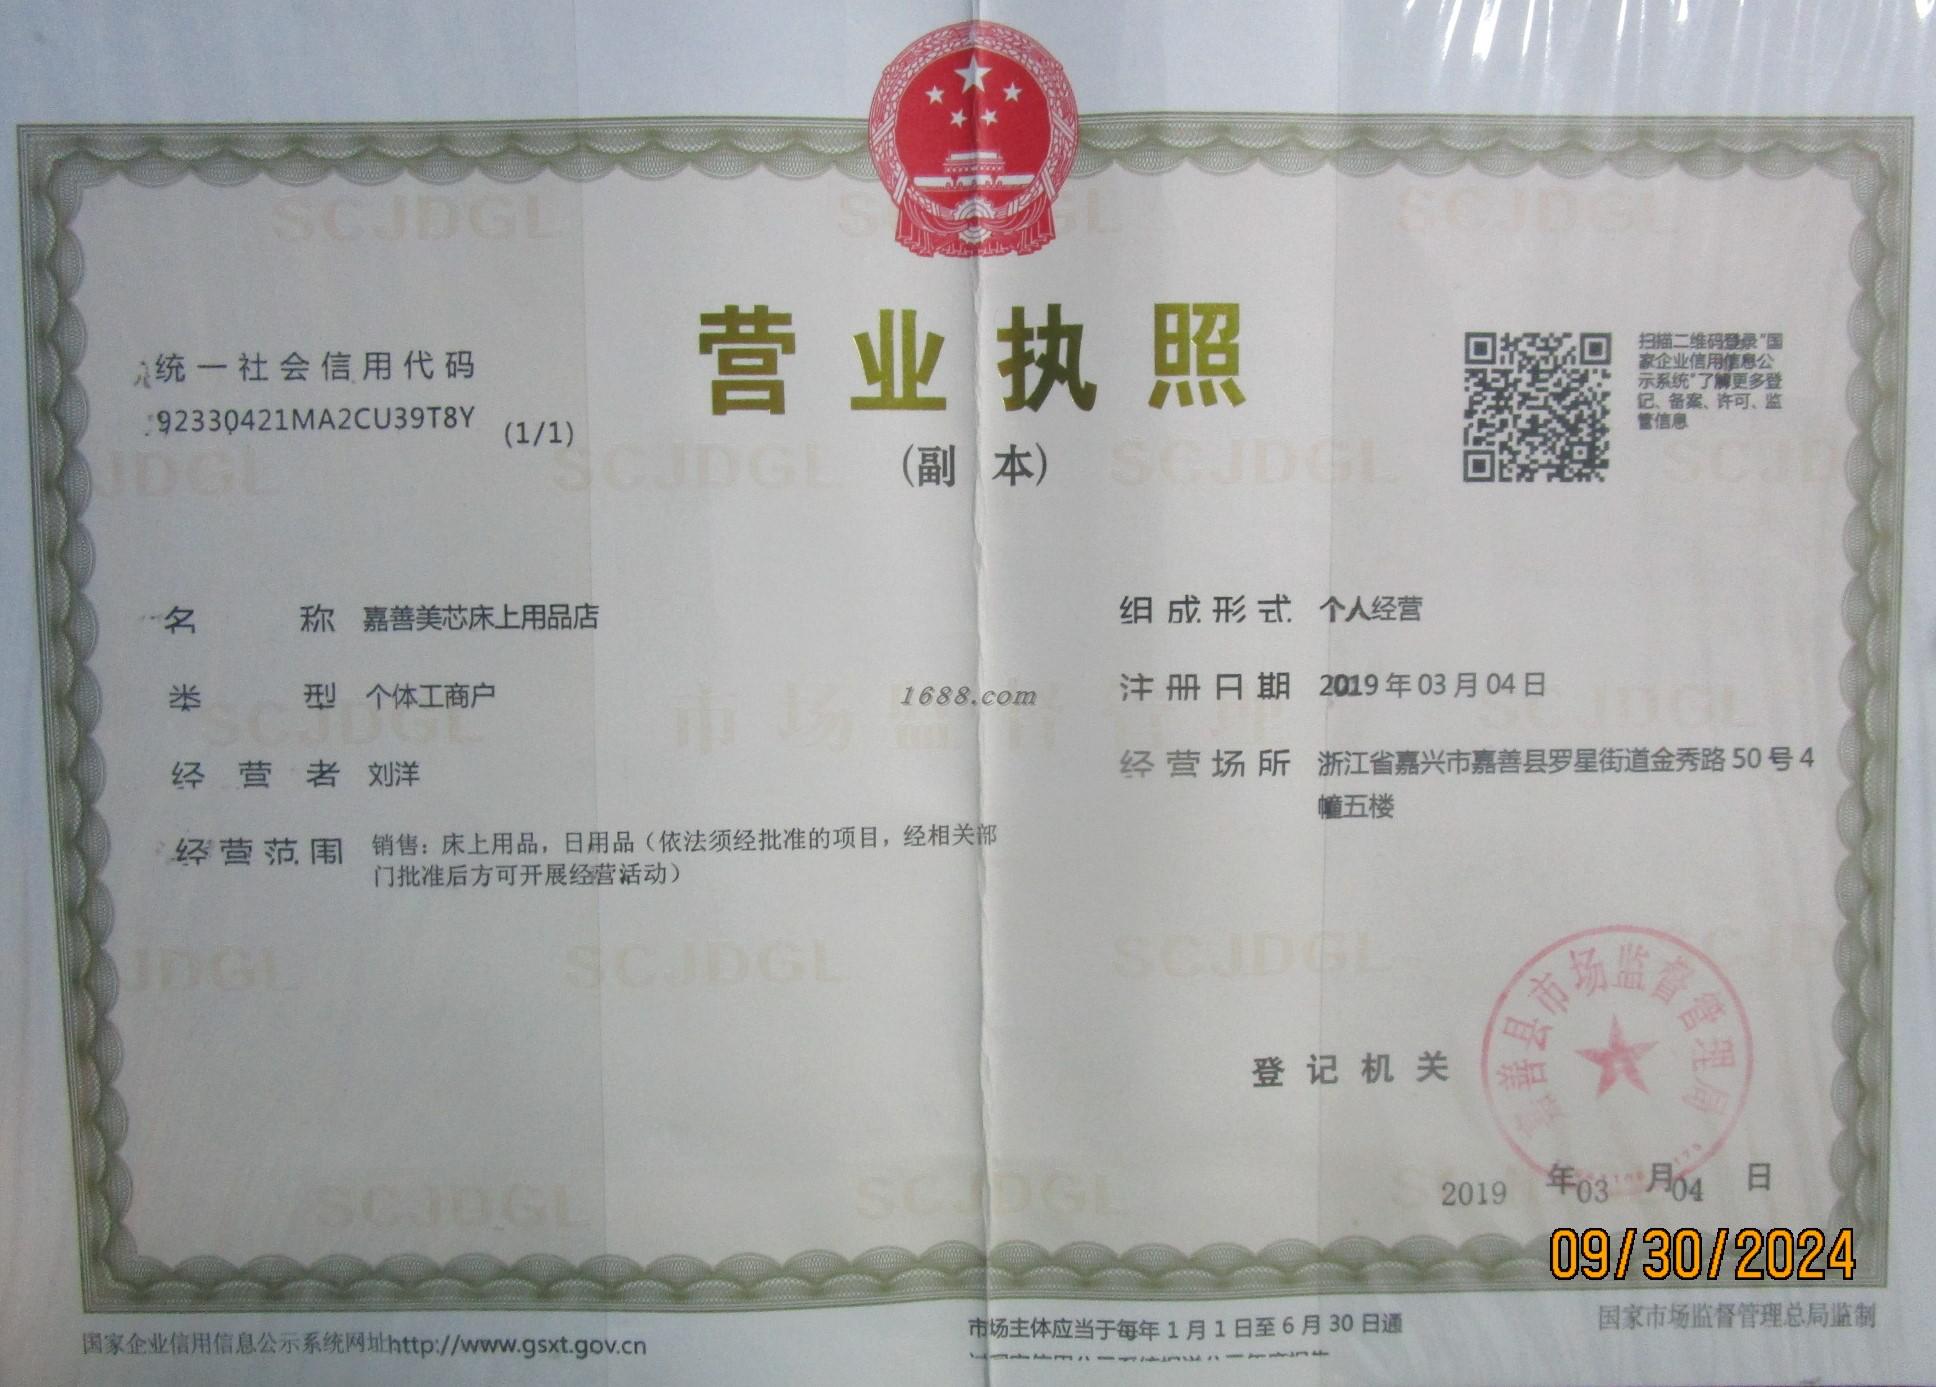 营业执照
(副 本)
统一社会信用代码
92330421MA2CU39T8Y
(1/1)
扫描二维码登录"国
家企业信用信息公
示系统"了解更多登
记、备案、许可、监
管信息
名 称 嘉善美芯床上用品店
类 型 个体工商户
经 营 者 刘洋
经营范围 销售：床上用品，日用品（依法须经批准的项目，经相关部
门批准后方可开展经营活动）
组成形式 个人经营
注册日期 2019年03月04日
经营场所 浙江省嘉兴市嘉善县罗星街道金秀路50号4
幢五楼
1688.com
SCJDGL
市场监督管理
登记机关
嘉善县市场监督管理局
2019 年 03 月 04 日
09/30/2024
国家企业信用信息公示系统网址http://www.gsxt.gov.cn
市场主体应当于每年1月1日至6月30日通
国家市场监督管理总局监制